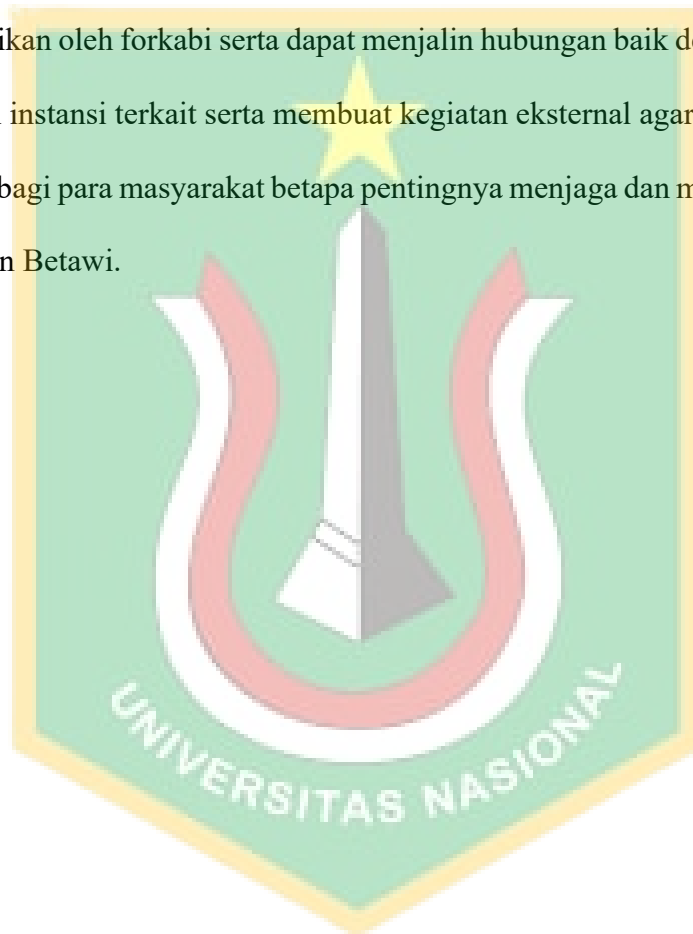 ikan oleh forkabi serta dapat menjalin hubungan baik
instansi terkait serta membuat kegiatan eksternal agar
bagi para masyarakat betapa pentingnya menjaga dan m
n Betawi.
UNIVERSITAS NASIONAL